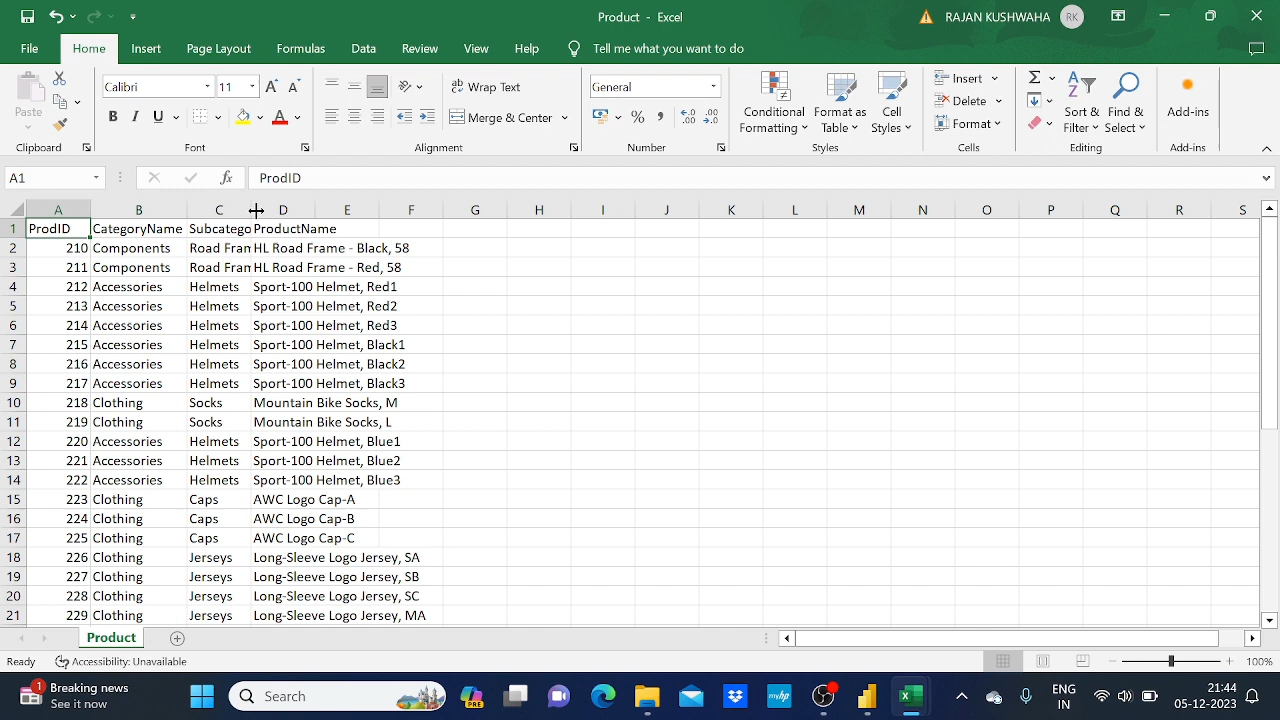 Product - Excel
RAJAN KUSHWAHA RK
File Home Insert Page Layout Formulas Data Review View Help Tell me what you want to do
Paste
Clipboard
Calibri 11
B I U A
Font
ab Wrap Text
Merge & Center
Alignment
General
% ,
Number
Conditional Formatting
Format as Table
Cell Styles
Styles
Insert
Delete
Format
Cells
Sort & Filter
Find & Select
Editing
Add-ins
Add-ins
A1 fx ProdID
A B C D E F G H I J K L M N O P Q R S
1 ProdID CategoryName Subcatego ProductName
2 210 Components Road Fran HL Road Frame - Black, 58
3 211 Components Road Fran HL Road Frame - Red, 58
4 212 Accessories Helmets Sport-100 Helmet, Red1
5 213 Accessories Helmets Sport-100 Helmet, Red2
6 214 Accessories Helmets Sport-100 Helmet, Red3
7 215 Accessories Helmets Sport-100 Helmet, Black1
8 216 Accessories Helmets Sport-100 Helmet, Black2
9 217 Accessories Helmets Sport-100 Helmet, Black3
10 218 Clothing Socks Mountain Bike Socks, M
11 219 Clothing Socks Mountain Bike Socks, L
12 220 Accessories Helmets Sport-100 Helmet, Blue1
13 221 Accessories Helmets Sport-100 Helmet, Blue2
14 222 Accessories Helmets Sport-100 Helmet, Blue3
15 223 Clothing Caps AWC Logo Cap-A
16 224 Clothing Caps AWC Logo Cap-B
17 225 Clothing Caps AWC Logo Cap-C
18 226 Clothing Jerseys Long-Sleeve Logo Jersey, SA
19 227 Clothing Jerseys Long-Sleeve Logo Jersey, SB
20 228 Clothing Jerseys Long-Sleeve Logo Jersey, SC
21 229 Clothing Jerseys Long-Sleeve Logo Jersey, MA
Product
Ready Accessibility: Unavailable 100%
1 Breaking news
See it now
Search
PRE
myhp
ENG
IN
21:44
05-12-2023